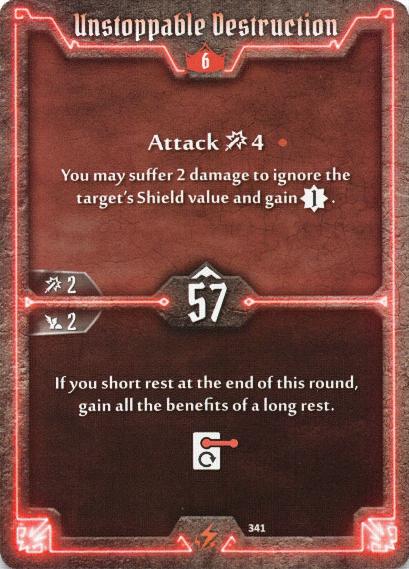 Unstoppable Destruction
6
Attack 4
You may suffer 2 damage to ignore the
target's Shield value and gain 1 .
2
57
2
If you short rest at the end of this round,
gain all the benefits of a long rest.
341